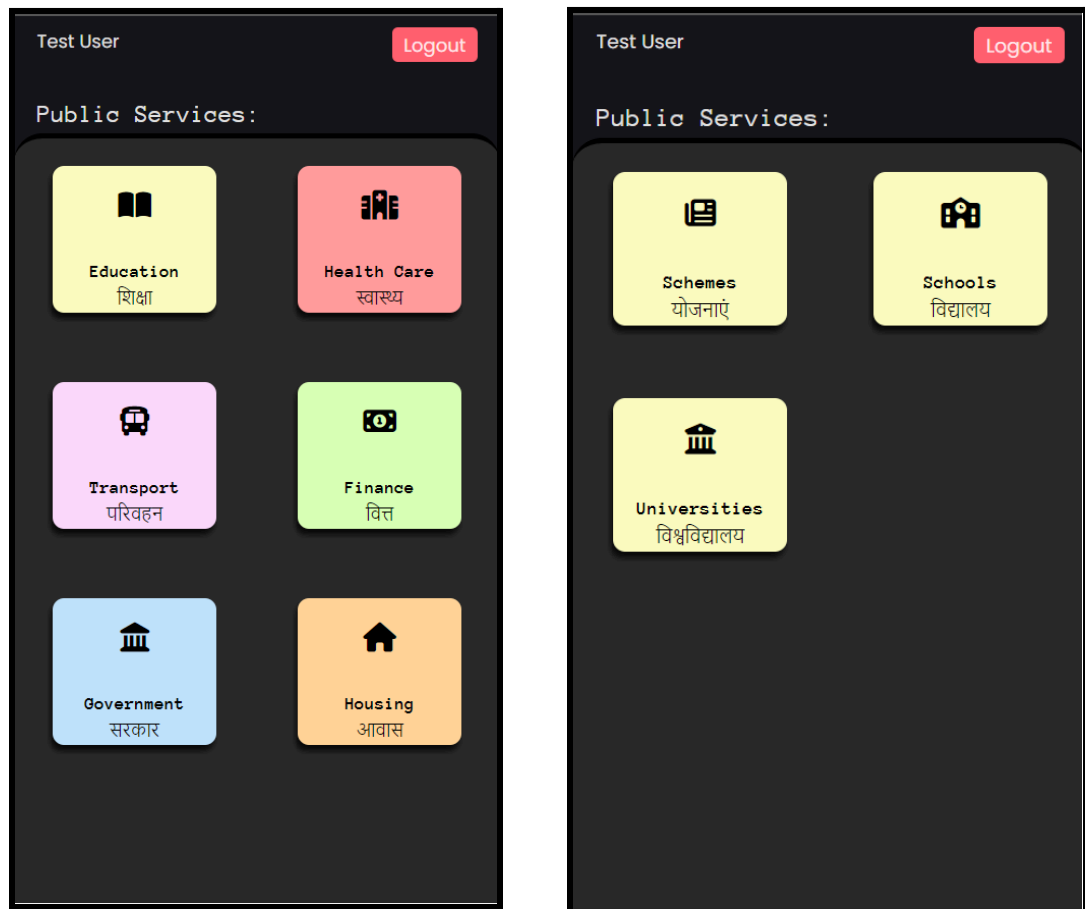 Test User
Logout
Public Services:
Education
शिक्षा
Health Care
स्वास्थ्य
Transport
परिवहन
Finance
वित्त
Government
सरकार
Housing
आवास
Test User
Logout
Public Services:
Schemes
योजनाएं
Schools
विद्यालय
Universities
विश्वविद्यालय